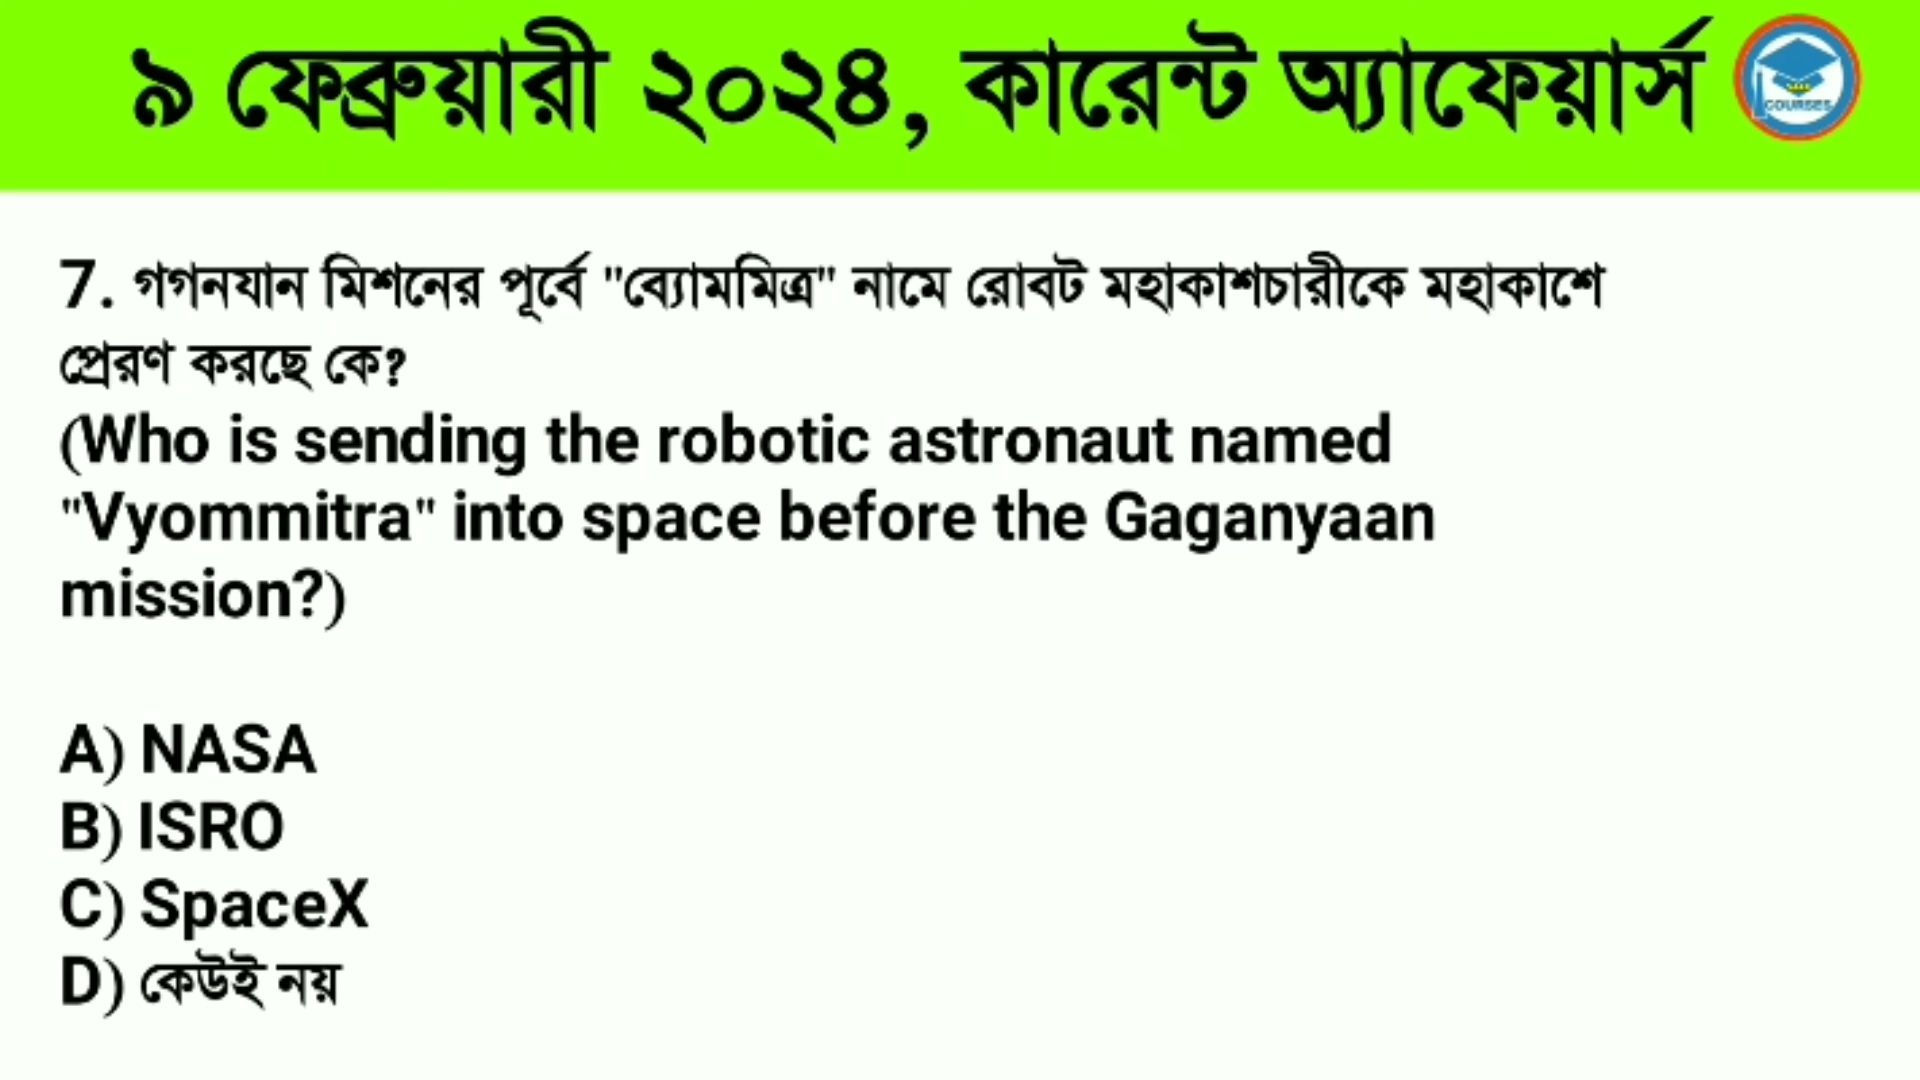 ৯ ফেব্রুয়ারী ২০২৪, কারেন্ট অ্যাফেয়ার্স
COURSES
7. গগনযান মিশনের পূর্বে "ব্যোমমিত্র" নামে রোবট মহাকাশচারীকে মহাকাশে
প্রেরণ করছে কে?
(Who is sending the robotic astronaut named
"Vyommitra" into space before the Gaganyaan
mission?)
A) NASA
B) ISRO
C) SpaceX
D) কেউই নয়